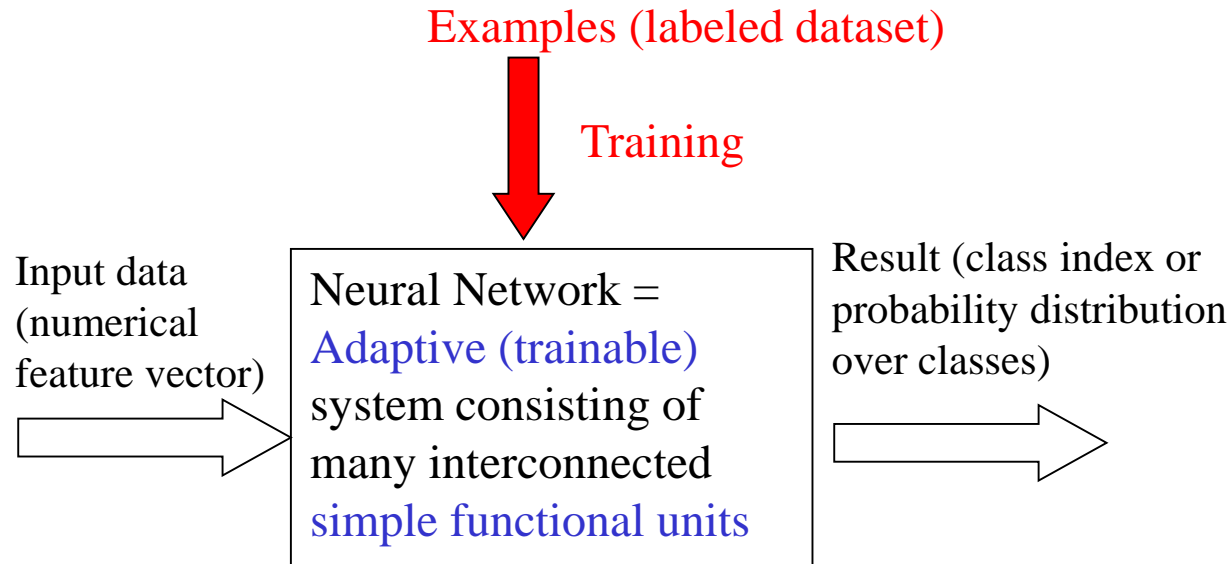 Examples (labeled dataset)
Training
Input data
(numerical
feature vector)
Neural Network =
Adaptive (trainable)
system consisting of
many interconnected
simple functional units
Result (class index or
probability distribution
over classes)